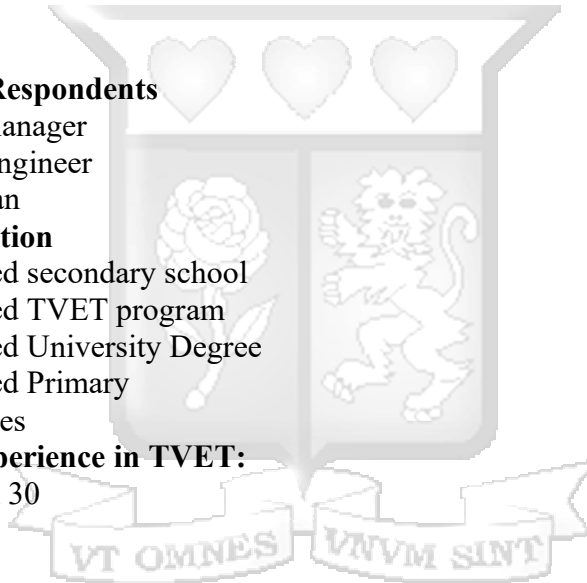 Respondents
anager
ngineer
an
tion
ed secondary school
ed TVET program
ed University Degree
ed Primary
es
perience in TVET:
30
VT OMNES VNVM SINT